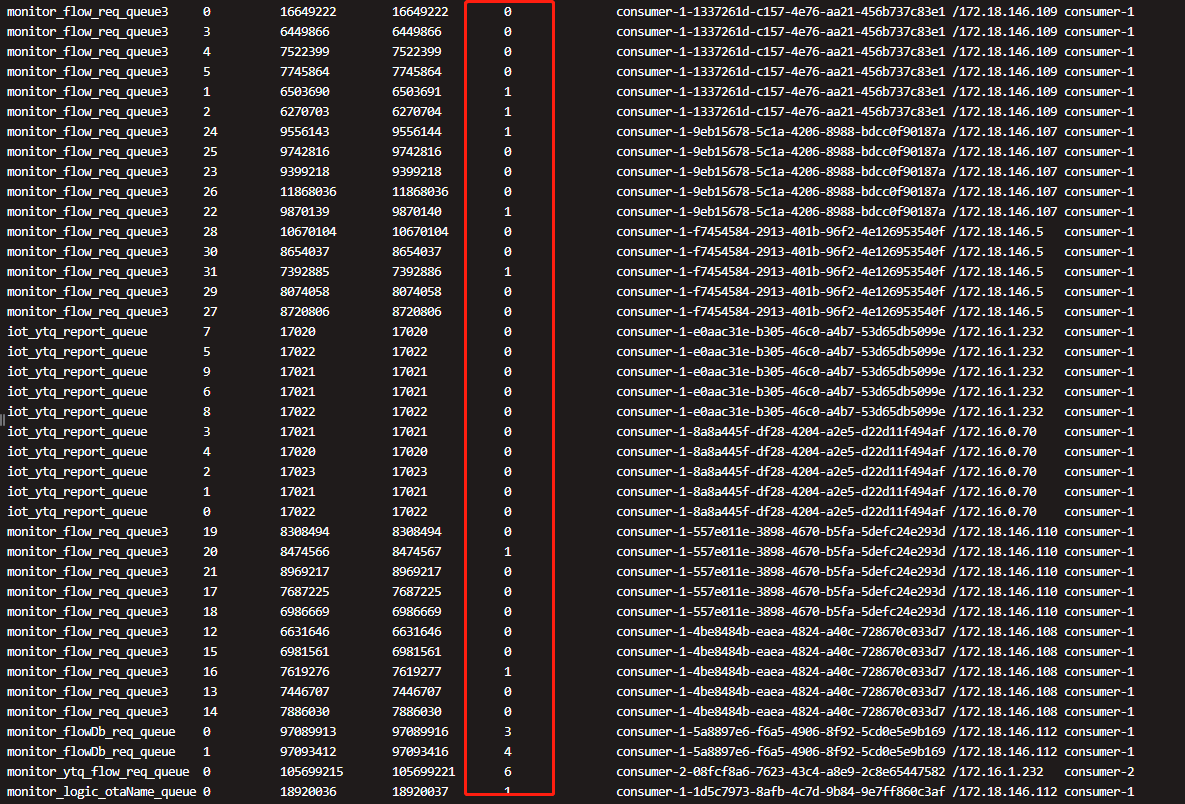 monitor_flow_req_queue3 0 16649222 16649222 0 consumer-1-1337261d-c157-4e76-aa21-456b737c83e1 /172.18.146.109 consumer-1
monitor_flow_req_queue3 3 6449866 6449866 0 consumer-1-1337261d-c157-4e76-aa21-456b737c83e1 /172.18.146.109 consumer-1
monitor_flow_req_queue3 4 7522399 7522399 0 consumer-1-1337261d-c157-4e76-aa21-456b737c83e1 /172.18.146.109 consumer-1
monitor_flow_req_queue3 5 7745864 7745864 0 consumer-1-1337261d-c157-4e76-aa21-456b737c83e1 /172.18.146.109 consumer-1
monitor_flow_req_queue3 1 6503690 6503691 1 consumer-1-1337261d-c157-4e76-aa21-456b737c83e1 /172.18.146.109 consumer-1
monitor_flow_req_queue3 2 6270703 6270704 1 consumer-1-1337261d-c157-4e76-aa21-456b737c83e1 /172.18.146.109 consumer-1
monitor_flow_req_queue3 24 9556143 9556144 1 consumer-1-9eb15678-5c1a-4206-8988-bdcc0f90187a /172.18.146.107 consumer-1
monitor_flow_req_queue3 25 9742816 9742816 0 consumer-1-9eb15678-5c1a-4206-8988-bdcc0f90187a /172.18.146.107 consumer-1
monitor_flow_req_queue3 23 9399218 9399218 0 consumer-1-9eb15678-5c1a-4206-8988-bdcc0f90187a /172.18.146.107 consumer-1
monitor_flow_req_queue3 26 11868036 11868036 0 consumer-1-9eb15678-5c1a-4206-8988-bdcc0f90187a /172.18.146.107 consumer-1
monitor_flow_req_queue3 22 9870139 9870140 1 consumer-1-9eb15678-5c1a-4206-8988-bdcc0f90187a /172.18.146.107 consumer-1
monitor_flow_req_queue3 28 10670104 10670104 0 consumer-1-f7454584-2913-401b-96f2-4e126953540f /172.18.146.5 consumer-1
monitor_flow_req_queue3 30 8654037 8654037 0 consumer-1-f7454584-2913-401b-96f2-4e126953540f /172.18.146.5 consumer-1
monitor_flow_req_queue3 31 7392885 7392886 1 consumer-1-f7454584-2913-401b-96f2-4e126953540f /172.18.146.5 consumer-1
monitor_flow_req_queue3 29 8074058 8074058 0 consumer-1-f7454584-2913-401b-96f2-4e126953540f /172.18.146.5 consumer-1
monitor_flow_req_queue3 27 8720806 8720806 0 consumer-1-f7454584-2913-401b-96f2-4e126953540f /172.18.146.5 consumer-1
iot_ytq_report_queue 7 17020 17020 0 consumer-1-e0aac31e-b305-46c0-a4b7-53d65db5099e /172.16.1.232 consumer-1
iot_ytq_report_queue 5 17022 17022 0 consumer-1-e0aac31e-b305-46c0-a4b7-53d65db5099e /172.16.1.232 consumer-1
iot_ytq_report_queue 9 17021 17021 0 consumer-1-e0aac31e-b305-46c0-a4b7-53d65db5099e /172.16.1.232 consumer-1
iot_ytq_report_queue 6 17021 17021 0 consumer-1-e0aac31e-b305-46c0-a4b7-53d65db5099e /172.16.1.232 consumer-1
iot_ytq_report_queue 8 17022 17022 0 consumer-1-e0aac31e-b305-46c0-a4b7-53d65db5099e /172.16.1.232 consumer-1
iot_ytq_report_queue 3 17021 17021 0 consumer-1-8a8a445f-df28-4204-a2e5-d22d11f494af /172.16.0.70 consumer-1
iot_ytq_report_queue 4 17020 17020 0 consumer-1-8a8a445f-df28-4204-a2e5-d22d11f494af /172.16.0.70 consumer-1
iot_ytq_report_queue 2 17023 17023 0 consumer-1-8a8a445f-df28-4204-a2e5-d22d11f494af /172.16.0.70 consumer-1
iot_ytq_report_queue 1 17021 17021 0 consumer-1-8a8a445f-df28-4204-a2e5-d22d11f494af /172.16.0.70 consumer-1
iot_ytq_report_queue 0 17022 17022 0 consumer-1-8a8a445f-df28-4204-a2e5-d22d11f494af /172.16.0.70 consumer-1
monitor_flow_req_queue3 19 8308494 8308494 0 consumer-1-557e011e-3898-4670-b5fa-5defc24e293d /172.18.146.110 consumer-1
monitor_flow_req_queue3 20 8474566 8474567 1 consumer-1-557e011e-3898-4670-b5fa-5defc24e293d /172.18.146.110 consumer-1
monitor_flow_req_queue3 21 8969217 8969217 0 consumer-1-557e011e-3898-4670-b5fa-5defc24e293d /172.18.146.110 consumer-1
monitor_flow_req_queue3 17 7687225 7687225 0 consumer-1-557e011e-3898-4670-b5fa-5defc24e293d /172.18.146.110 consumer-1
monitor_flow_req_queue3 18 6986669 6986669 0 consumer-1-557e011e-3898-4670-b5fa-5defc24e293d /172.18.146.110 consumer-1
monitor_flow_req_queue3 12 6631646 6631646 0 consumer-1-4be8484b-eaea-4824-a40c-728670c033d7 /172.18.146.108 consumer-1
monitor_flow_req_queue3 15 6981561 6981561 0 consumer-1-4be8484b-eaea-4824-a40c-728670c033d7 /172.18.146.108 consumer-1
monitor_flow_req_queue3 16 7619276 7619277 1 consumer-1-4be8484b-eaea-4824-a40c-728670c033d7 /172.18.146.108 consumer-1
monitor_flow_req_queue3 13 7446707 7446707 0 consumer-1-4be8484b-eaea-4824-a40c-728670c033d7 /172.18.146.108 consumer-1
monitor_flow_req_queue3 14 7886030 7886030 0 consumer-1-4be8484b-eaea-4824-a40c-728670c033d7 /172.18.146.108 consumer-1
monitor_flowDb_req_queue 0 97089913 97089916 3 consumer-1-5a8897e6-f6a5-4906-8f92-5cd0e5e9b169 /172.18.146.112 consumer-1
monitor_flowDb_req_queue 1 97093412 97093416 4 consumer-1-5a8897e6-f6a5-4906-8f92-5cd0e5e9b169 /172.18.146.112 consumer-1
monitor_ytq_flow_req_queue 0 105699215 105699221 6 consumer-2-08fcf8a6-7623-43c4-a8e9-2c8e65447582 /172.16.1.232 consumer-2
monitor_logic_otaName_queue 0 18920036 18920037 1 consumer-1-1d5c7973-8afb-4c7d-9b84-9e7ff860c3af /172.18.146.112 consumer-1